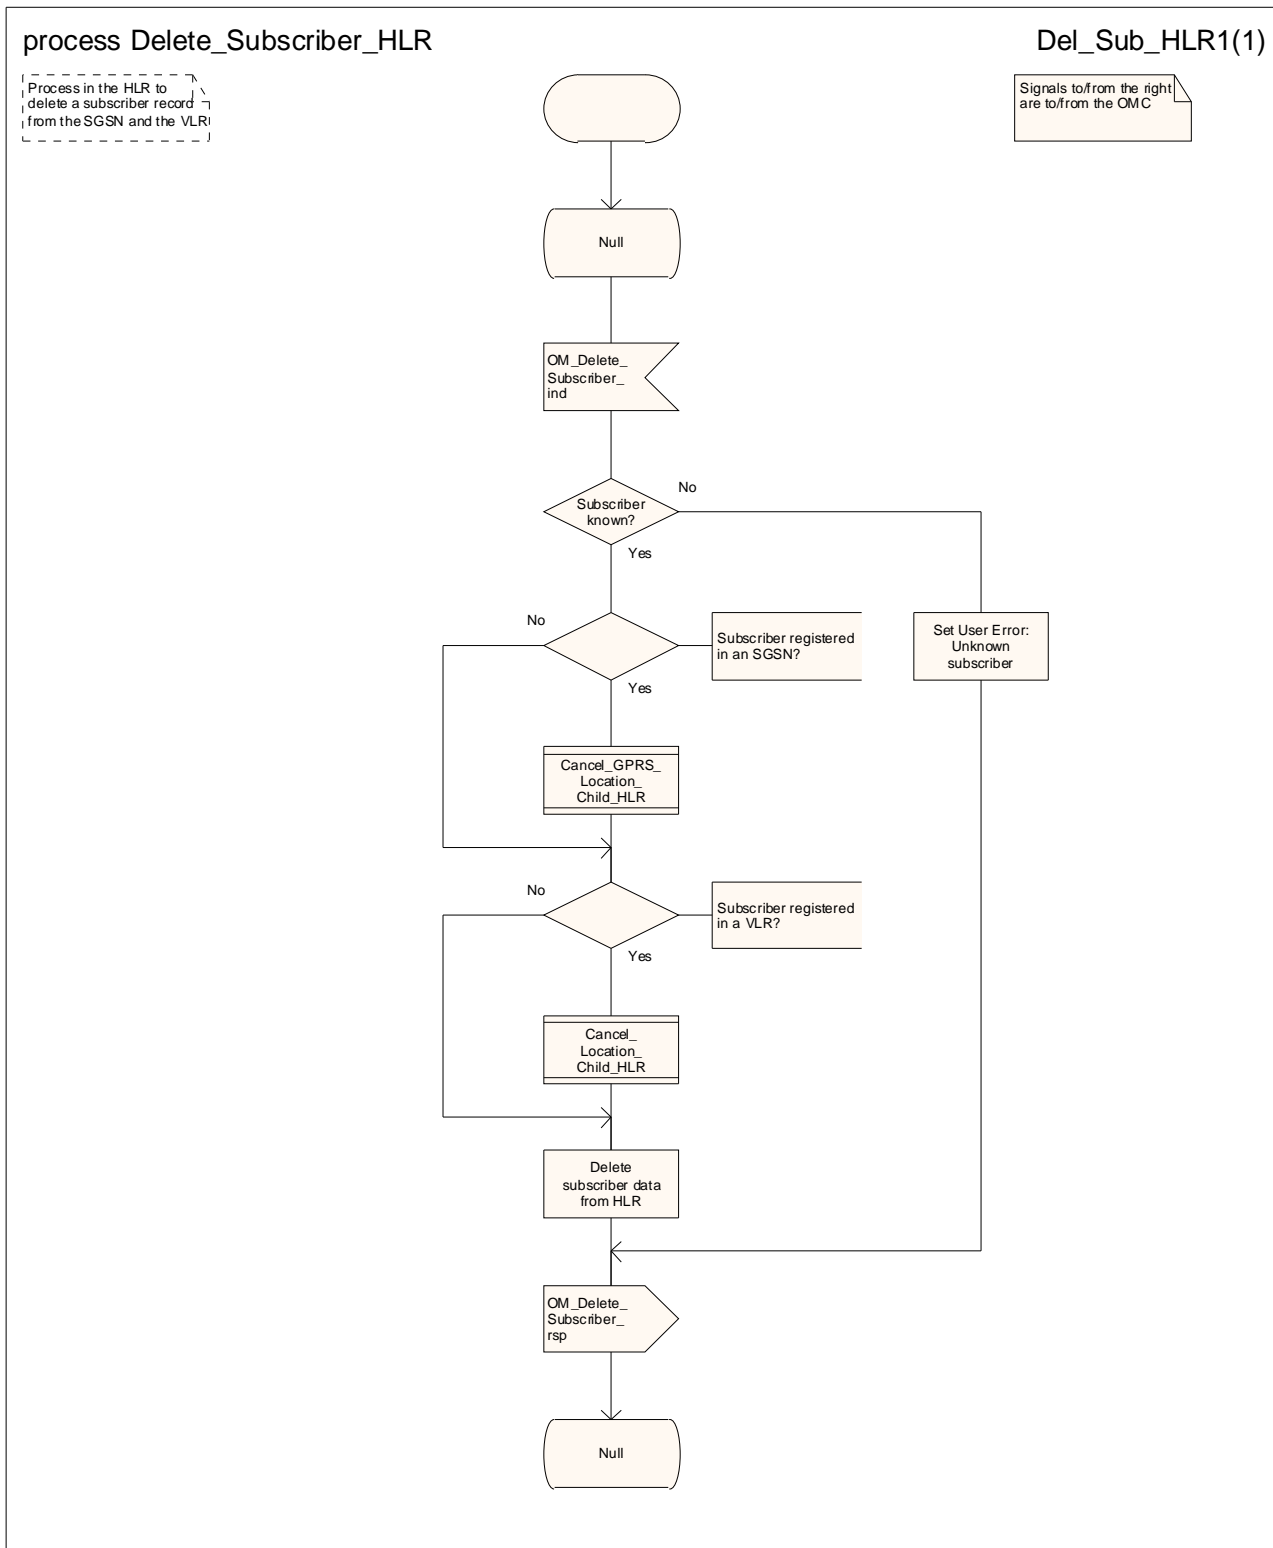 process Delete_Subscriber_HLR
Del_Sub_HLR1(1)
Process in the HLR to
delete a subscriber record
from the SGSN and the VLR
Signals to/from the right
are to/from the OMC
Null
OM_Delete_
Subscriber_
ind
Subscriber
known?
No
Yes
No
Subscriber registered
in an SGSN?
Set User Error:
Unknown
subscriber
Yes
Cancel_GPRS_
Location_
Child_HLR
No
Subscriber registered
in a VLR?
Yes
Cancel_
Location_
Child_HLR
Delete
subscriber data
from HLR
OM_Delete_
Subscriber_
rsp
Null